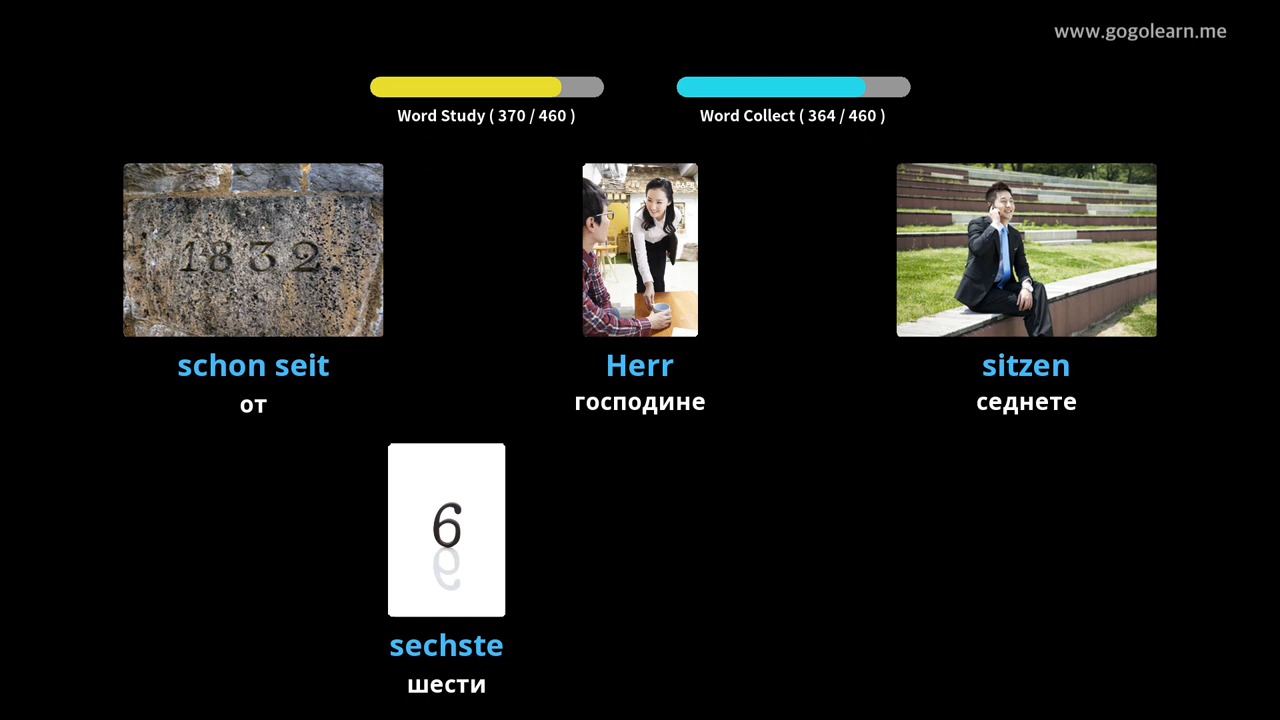 www.gogolearn.me
Word Study ( 370 / 460 )
Word Collect ( 364 / 460 )
1832.
schon seit
от
Herr
господине
sitzen
седнете
6
sechste
шести